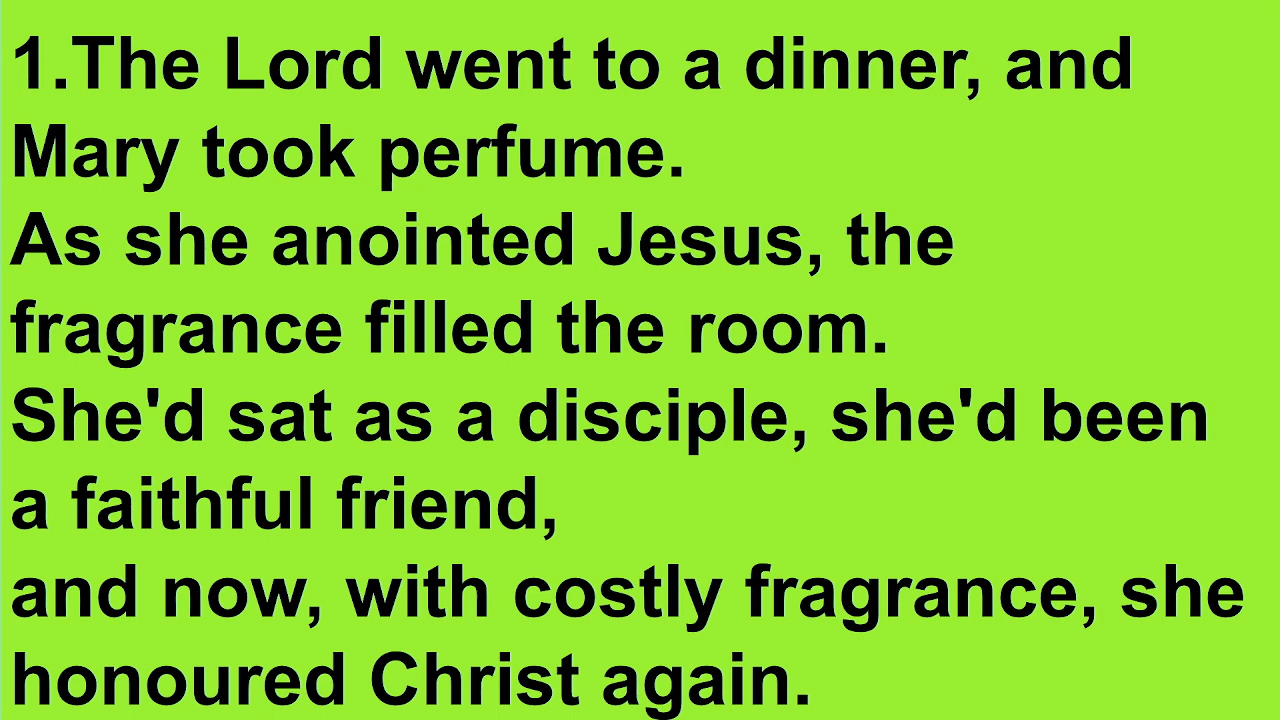 1.The Lord went to a dinner, and
Mary took perfume.
As she anointed Jesus, the
fragrance filled the room.
She'd sat as a disciple, she'd been
a faithful friend,
and now, with costly fragrance, she
honoured Christ again.